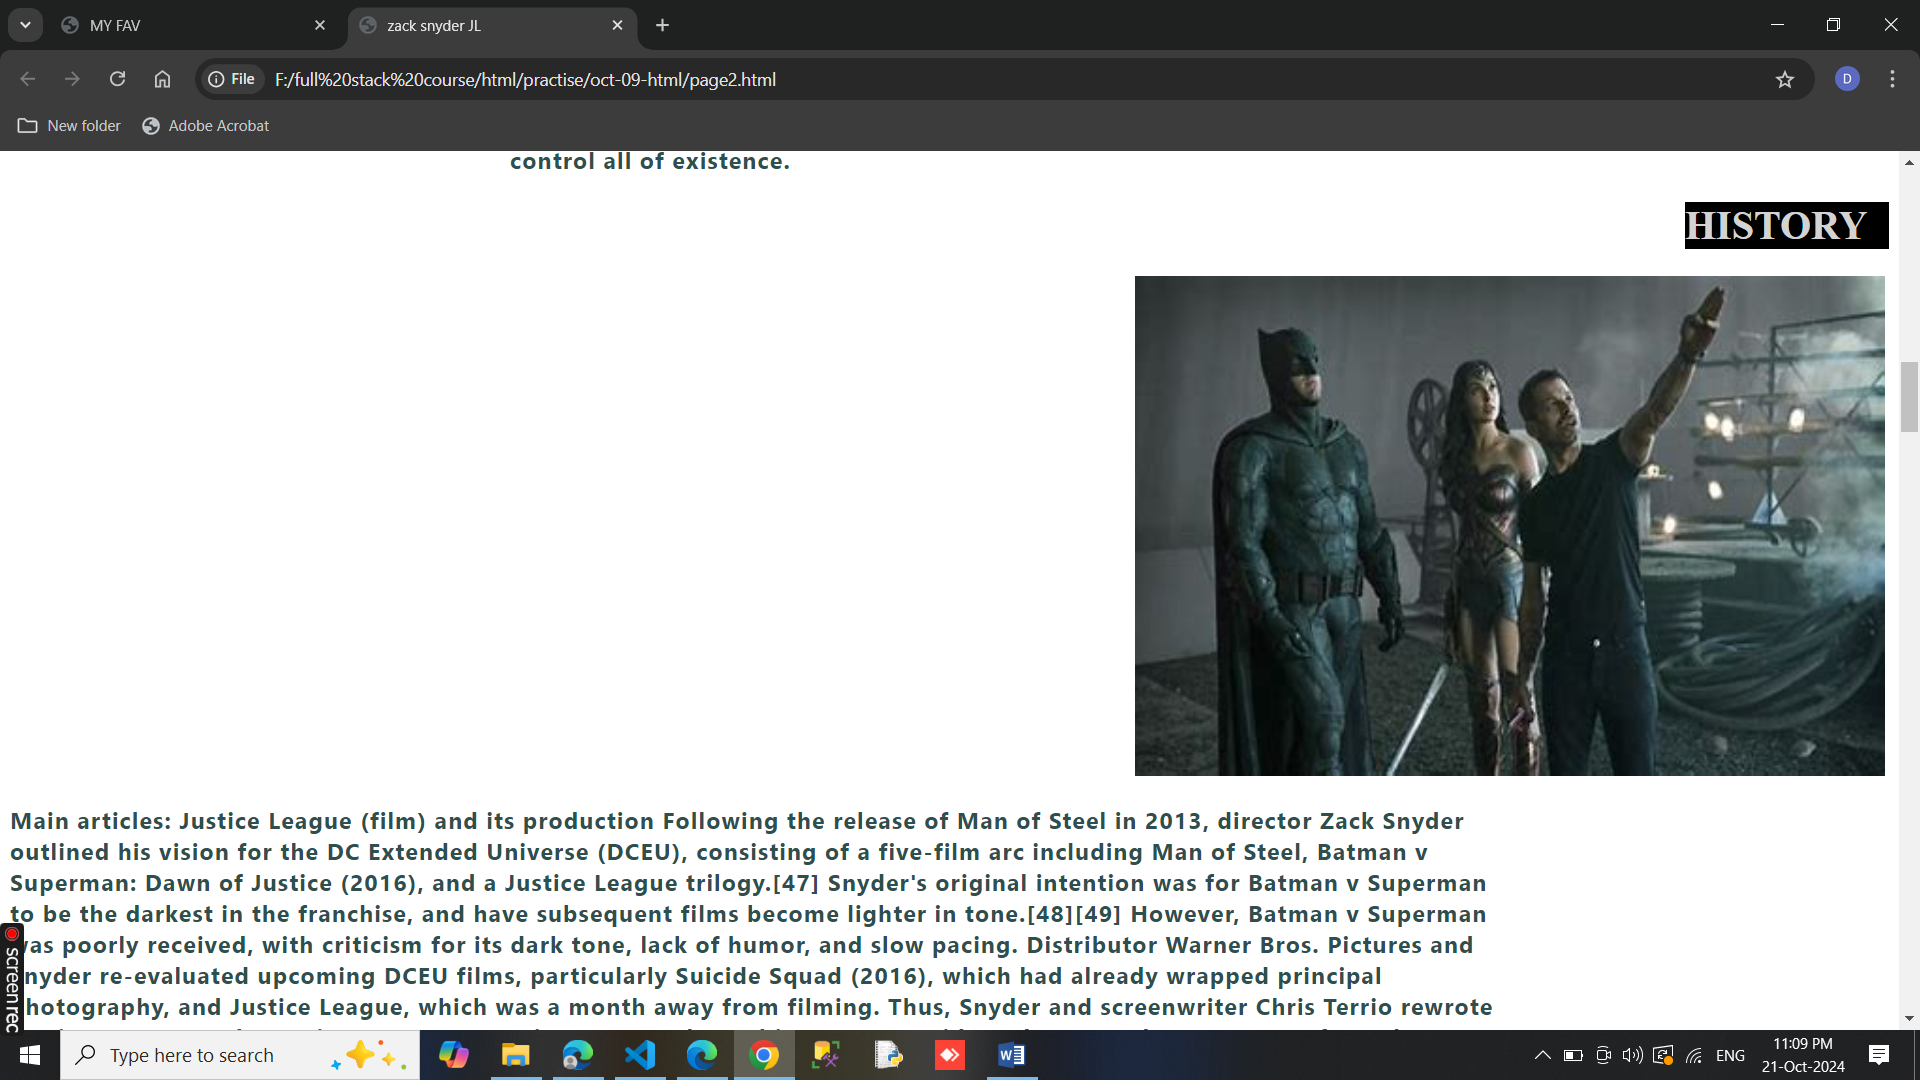 MY FAV
zack snyder JL
File
F:/full%20stack%20course/html/practise/oct-09-html/page2.html
D
New folder
Adobe Acrobat
control all of existence.
HISTORY
Main articles: Justice League (film) and its production Following the release of Man of Steel in 2013, director Zack Snyder
outlined his vision for the DC Extended Universe (DCEU), consisting of a five-film arc including Man of Steel, Batman v
Superman: Dawn of Justice (2016), and a Justice League trilogy.[47] Snyder's original intention was for Batman v Superman
to be the darkest in the franchise, and have subsequent films become lighter in tone.[48][49] However, Batman v Superman
was poorly received, with criticism for its dark tone, lack of humor, and slow pacing. Distributor Warner Bros. Pictures and
Snyder re-evaluated upcoming DCEU films, particularly Suicide Squad (2016), which had already wrapped principal
photography, and Justice League, which was a month away from filming. Thus, Snyder and screenwriter Chris Terrio rewrote
screenrec
Type here to search
ENG
11:09 PM
21-Oct-2024